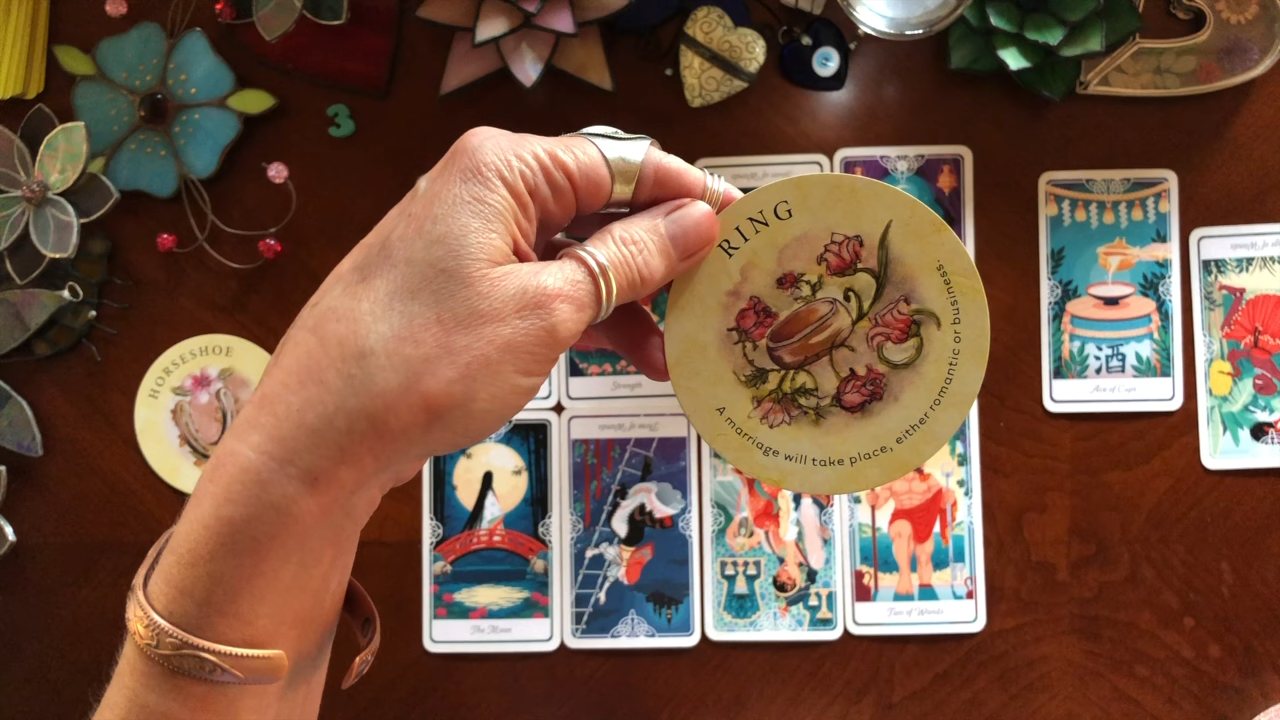 3
RING
A marriage will take place, either romantic or business.
HORSESHOE
Ace of Cups
酒
Strength
The Moon
Two of Wands